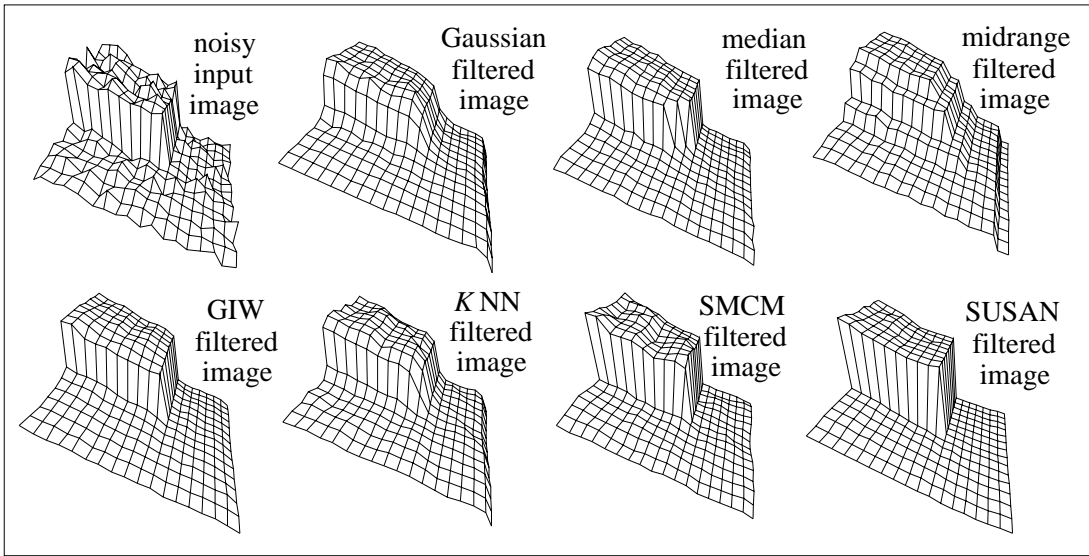 noisy
input
image
Gaussian
filtered
image
median
filtered
image
midrange
filtered
image
GIW
filtered
image
K NN
filtered
image
SMCM
filtered
image
SUSAN
filtered
image